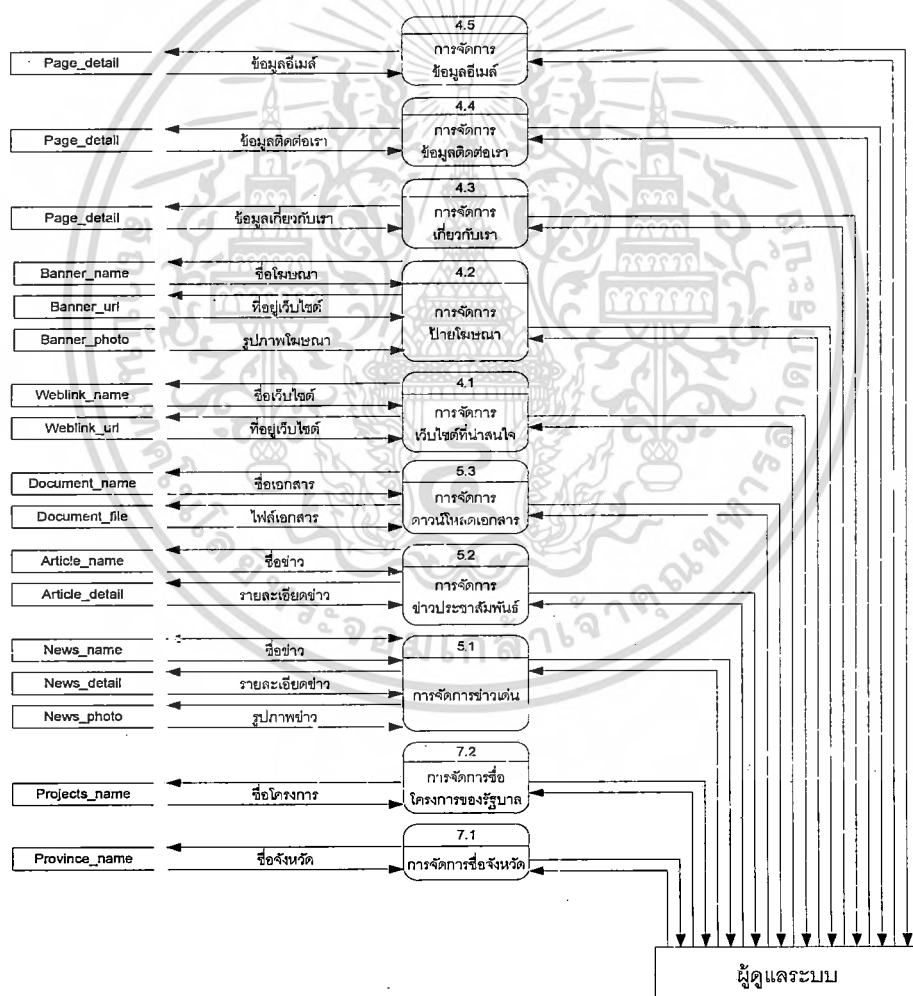 4.5
การจัดการ
ข้อมูลอีเมล์
Page_detail
ข้อมูลอีเมล์
4.4
การจัดการ
ข้อมูลติดต่อเรา
Page_detail
ข้อมูลติดต่อเรา
4.3
การจัดการ
เกี่ยวกับเรา
Page_detail
ข้อมูลเกี่ยวกับเรา
Banner_name
ชื่อโฆษณา
4.2
การจัดการ
ป้ายโฆษณา
Banner_url
ที่อยู่เว็บไซต์
Banner_photo
รูปภาพโฆษณา
4.1
การจัดการ
เว็บไซต์ที่น่าสนใจ
Weblink_name
ชื่อเว็บไซต์
Weblink_url
ที่อยู่เว็บไซต์
5.3
การจัดการ
ดาวน์โหลดเอกสาร
Document_name
ชื่อเอกสาร
Document_file
ไฟล์เอกสาร
5.2
การจัดการ
ข่าวประชาสัมพันธ์
Article_name
ชื่อข่าว
Article_detail
รายละเอียดข่าว
5.1
การจัดการข่าวเด่น
News_name
ชื่อข่าว
News_detail
รายละเอียดข่าว
News_photo
รูปภาพข่าว
7.2
การจัดการชื่อ
โครงการของรัฐบาล
Projects_name
ชื่อโครงการ
7.1
การจัดการชื่อจังหวัด
Province_name
ชื่อจังหวัด
ผู้ดูแลระบบ